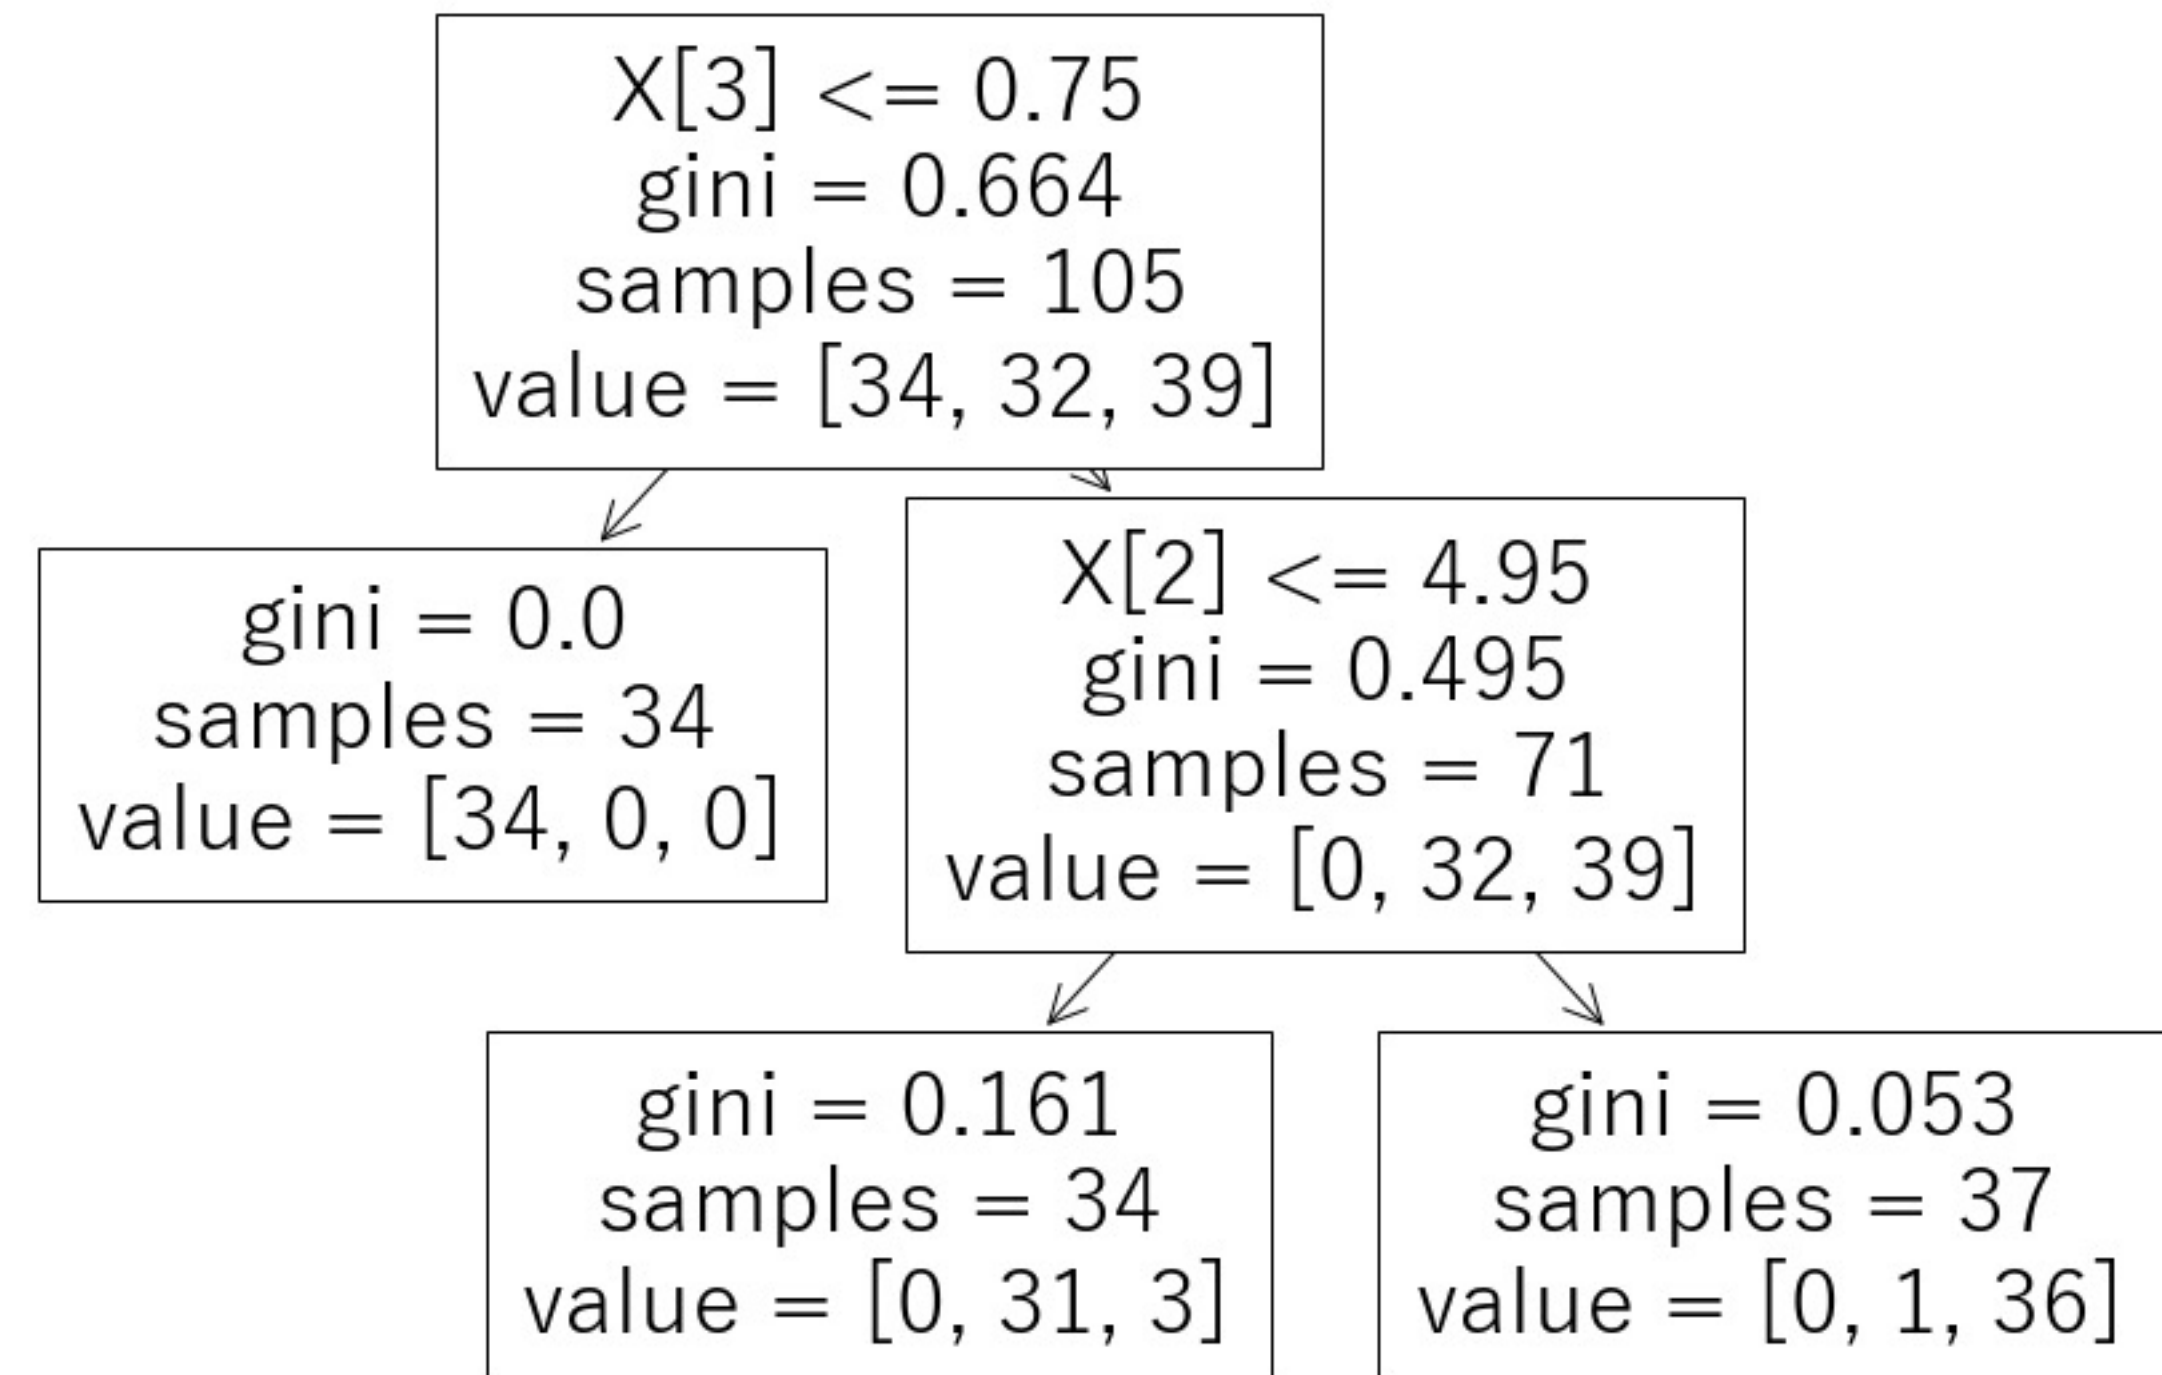 X[3] <= 0.75
gini = 0.664
samples = 105
value = [34, 32, 39]
gini = 0.0
samples = 34
value = [34, 0, 0]
X[2] <= 4.95
gini = 0.495
samples = 71
value = [0, 32, 39]
gini = 0.161
samples = 34
value = [0, 31, 3]
gini = 0.053
samples = 37
value = [0, 1, 36]